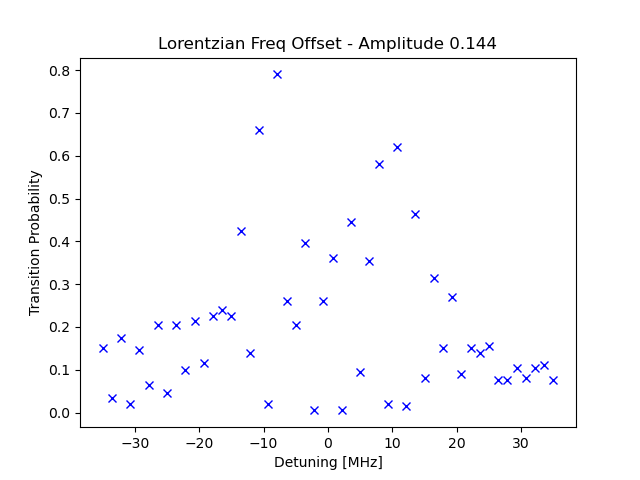 Lorentzian Freq Offset - Amplitude 0.144
0.8
0.7
0.6
0.5
0.4
0.3
0.2
0.1
0.0
Transition Probability
−30 −20 −10 0 10 20 30
Detuning [MHz]